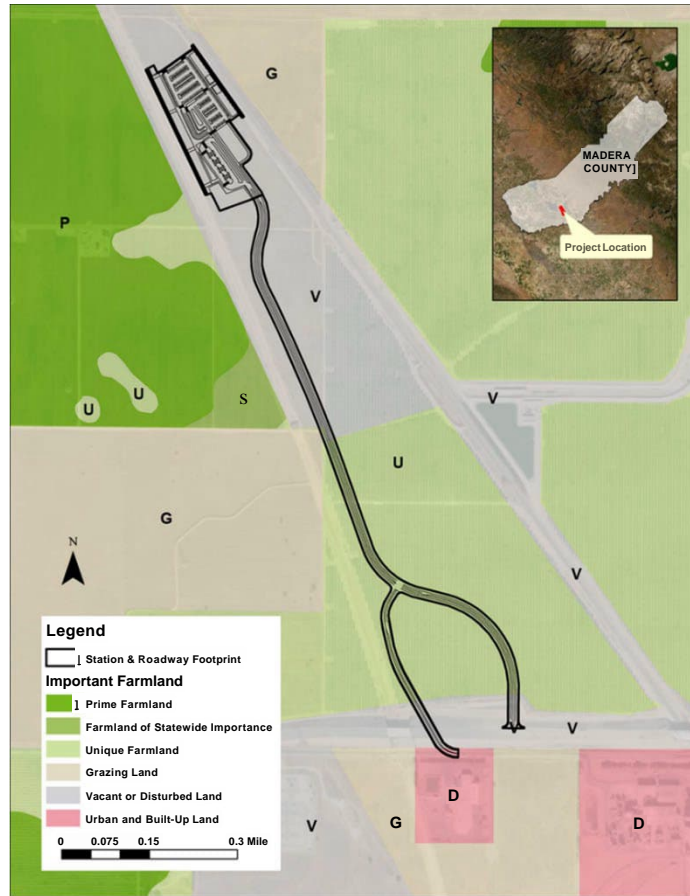 G
MADERA
COUNTY]
Project Location
P
V
U
U
S
V
U
G
N
V
Legend
] Station & Roadway Footprint
Important Farmland
] Prime Farmland
Farmland of Statewide Importance
Unique Farmland
Grazing Land
Vacant or Disturbed Land
Urban and Built-Up Land
0 0.075 0.15 0.3 Mile
V
V
D
D
V
G